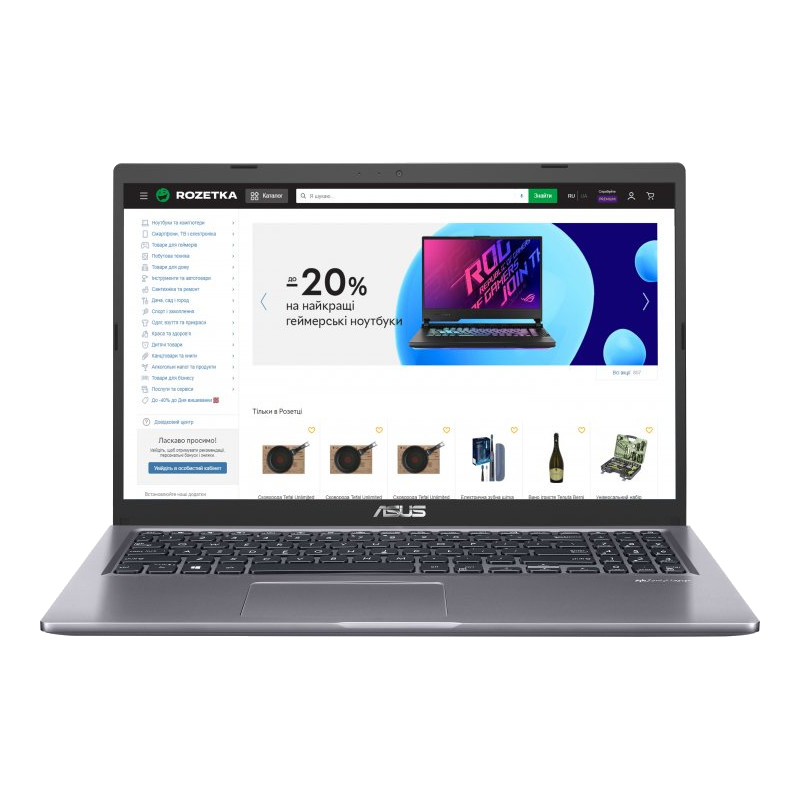 ROZETKA
Каталог
Я шукаю...
Знайти
RU | UA
PREMIUM
Ноутбуки та комп'ютери
Смартфони, ТВ і електроніка
Товари для геймерів
Побутова техніка
Товари для дому
Інструменти та автотовари
Сантехніка та ремонт
Дача, сад і город
Спорт і захоплення
Одяг, взуття та прикраси
Краса та здоров'я
Дитячі товари
Канцтовари та книги
Алкогольні напої та продукти
Товари для бізнесу
Послуги та сервіси
До -40% до Дня вишиванки
Довідковий центр
Ласкаво просимо!
Увійдіть, щоб отримувати рекомендації,
персональні бонуси і знижки
Увійдіть в особистий кабінет
Встановлюйте наші додатки
до
-20%
на найкращі
геймерські ноутбуки
ROG
REPUBLIC OF GAMERS
JOIN TH
Всі акції
Тільки в Розетці
Сковорода Tefal Unlimited
Сковорода Tefal Unlimited
Сковорода Tefal Unlimited
Електрична зубна щітка
Вино ігристе Tenuta Berni
Універсальний набір
ASUS